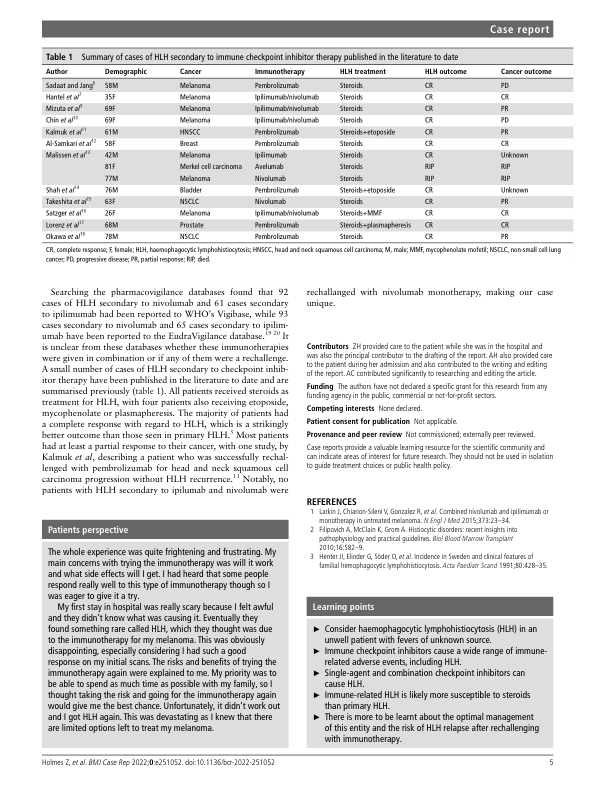 Case report
Table 1 Summary of cases of HLH secondary to immune checkpoint inhibitor therapy published in the literature to date
Author Demographic Cancer Immunotherapy HLH treatment HLH outcome Cancer outcome
Sadaat and Jang6 58M Melanoma Pembrolizumab Steroids CR PD
Hantel et al7 35F Melanoma Ipilimumab/nivolumab Steroids CR CR
Mizuta et al8 69F Melanoma Ipilimumab/nivolumab Steroids CR PR
Chin et al10 69F Melanoma Ipilimumab/nivolumab Steroids CR PD
Kalmuk et al11 61M HNSCC Pembrolizumab Steroids+etoposide CR PR
Al-Samkari et al12 58F Breast Pembrolizumab Steroids CR CR
Malissen et al13 42M Melanoma Ipilimumab Steroids CR Unknown
81F Merkel cell carcinoma Avelumab Steroids RIP RIP
77M Melanoma Nivolumab Steroids RIP RIP
Shah et al14 76M Bladder Pembrolizumab Steroids+etoposide CR Unknown
Takeshita et al15 63F NSCLC Nivolumab Steroids CR PR
Satzger et al16 26F Melanoma Ipilimumab/nivolumab Steroids+MMF CR CR
Lorenz et al17 68M Prostate Pembrolizumab Steroids+plasmapheresis CR CR
Okawa et al18 78M NSCLC Pembrolizumab Steroids CR PR
CR, complete response; F, female; HLH, haemophagocytic lymphohistiocytosis; HNSCC, head and neck squamous cell carcinoma; M, male; MMF, mycophenolate mofetil; NSCLC, non-small cell lung
cancer; PD, progressive disease; PR, partial response; RIP, died.
Searching the pharmacovigilance databases found that 92
cases of HLH secondary to nivolumab and 61 cases secondary
to ipilimumab had been reported to WHO's Vigibase, while 93
cases secondary to nivolumab and 65 cases secondary to ipilim-
umab have been reported to the EudraVigilance database.19 20 It
is unclear from these databases whether these immunotherapies
were given in combination or if any of them were a rechallenge.
A small number of cases of HLH secondary to checkpoint inhib-
itor therapy have been published in the literature to date and are
summarised previously (table 1). All patients received steroids as
treatment for HLH, with four patients also receiving etoposide,
mycophenolate or plasmapheresis. The majority of patients had
a complete response with regard to HLH, which is a strikingly
better outcome than those seen in primary HLH.5 Most patients
had at least a partial response to their cancer, with one study, by
Kalmuk et al, describing a patient who was successfully rechal-
lenged with pembrolizumab for head and neck squamous cell
carcinoma progression without HLH recurrence.11 Notably, no
patients with HLH secondary to ipilumab and nivolumab were
Patients perspective
The whole experience was quite frightening and frustrating. My
main concerns with trying the immunotherapy was will it work
and what side effects will I get. I had heard that some people
respond really well to this type of immunotherapy though so I
was eager to give it a try.
My first stay in hospital was really scary because I felt awful
and they didn't know what was causing it. Eventually they
found something rare called HLH, which they thought was due
to the immunotherapy for my melanoma. This was obviously
disappointing, especially considering I had such a good
response on my initial scans. The risks and benefits of trying the
immunotherapy again were explained to me. My priority was to
be able to spend as much time as possible with my family, so I
thought taking the risk and going for the immunotherapy again
would give me the best chance. Unfortunately, it didn't work out
and I got HLH again. This was devastating as I knew that there
are limited options left to treat my melanoma.
rechallanged with nivolumab monotherapy, making our case
unique.
Contributors ZH provided care to the patient while she was in the hospital and
was also the principal contributor to the drafting of the report. AH also provided care
to the patient during her admission and also contributed to the writing and editing
of the report. AC contributed significantly to researching and editing the article.
Funding The authors have not declared a specific grant for this research from any
funding agency in the public, commercial or not-for-profit sectors.
Competing interests None declared.
Patient consent for publication Not applicable.
Provenance and peer review Not commissioned; externally peer reviewed.
Case reports provide a valuable learning resource for the scientific community and
can indicate areas of interest for future research. They should not be used in isolation
to guide treatment choices or public health policy.
REFERENCES
1 Larkin J, Chiarion-Sileni V, Gonzalez R, et al. Combined nivolumab and ipilimumab or
monotherapy in untreated melanoma. N Engl J Med 2015;373:23–34.
2 Filipovich A, McClain K, Grom A. Histiocytic disorders: recent insights into
pathophysiology and practical guidelines. Biol Blood Marrow Transplant
2010;16:S82–9.
3 Henter JI, Elinder G, Söder O, et al. Incidence in Sweden and clinical features of
familial hemophagocytic lymphohistiocytosis. Acta Paediatr Scand 1991;80:428–35.
Learning points
► Consider haemophagocytic lymphohistiocytosis (HLH) in an
unwell patient with fevers of unknown source.
► Immune checkpoint inhibitors cause a wide range of immune-
related adverse events, including HLH.
► Single-agent and combination checkpoint inhibitors can
cause HLH.
► Immune-related HLH is likely more susceptible to steroids
than primary HLH.
► There is more to be learnt about the optimal management
of this entity and the risk of HLH relapse after rechallenging
with immunotherapy.
Holmes Z, et al. BMJ Case Rep 2022;0:e251052. doi:10.1136/bcr-2022-251052 5